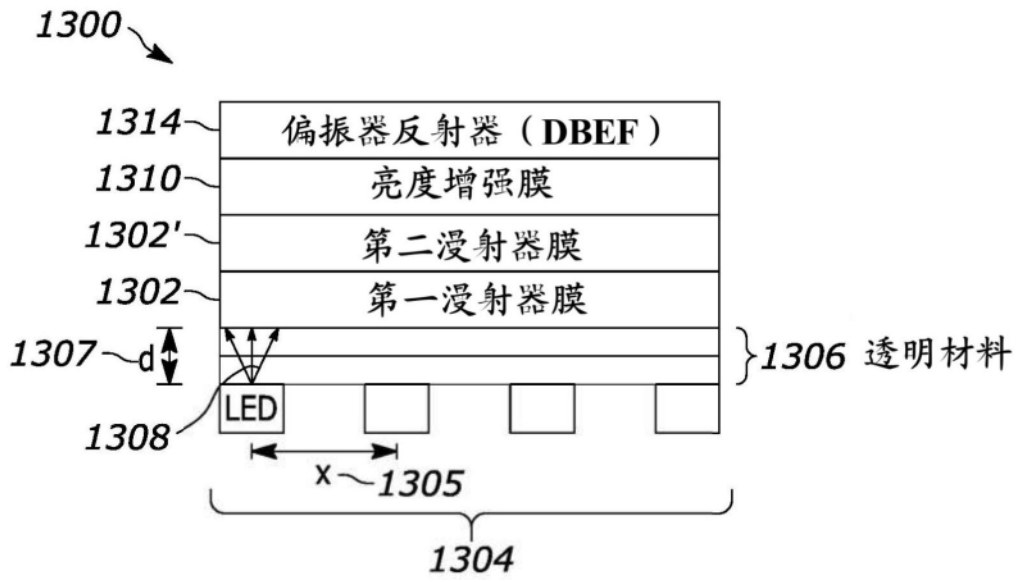 1300
1314 偏振器反射器（DBEF）
1310 亮度增强膜
1302' 第二漫射器膜
1302 第一漫射器膜
1307 d 1306 透明材料
LED
1308
x 1305
1304